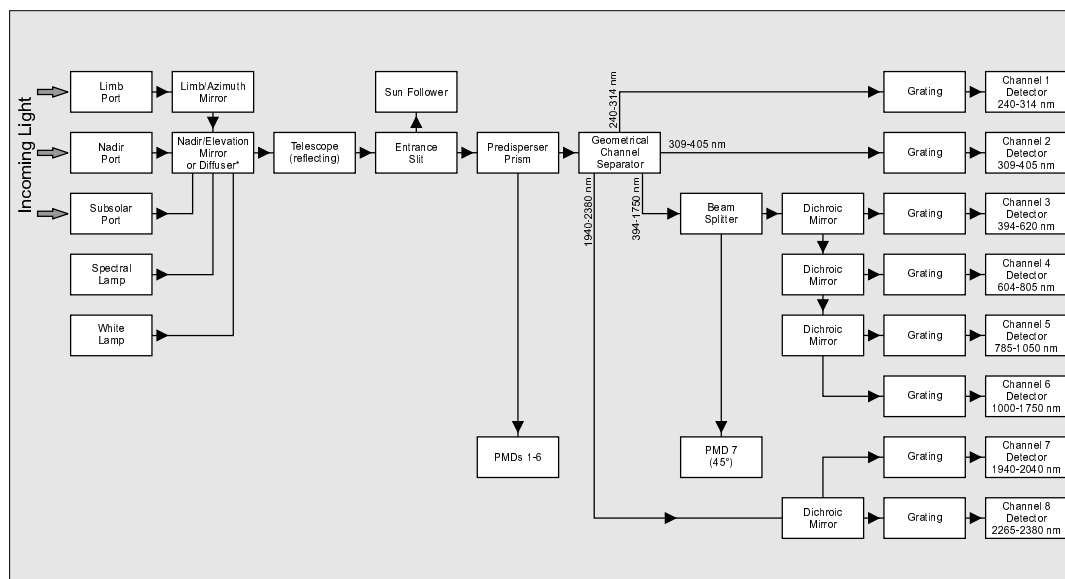 Incoming Light
Limb
Port
Limb/Azimuth
Mirror
Sun Follower
240-314 nm
Grating
Channel 1
Detector
240-314 nm
Nadir
Port
Nadir/Elevation
Mirror
or Diffuser*
Telescope
(reflecting)
Entrance
Slit
Predisperser
Prism
Geometrical
Channel
Separator
309-405 nm
Grating
Channel 2
Detector
309-405 nm
Subsolar
Port
1940-2380 nm
394-1750 nm
Beam
Splitter
Dichroic
Mirror
Grating
Channel 3
Detector
394-620 nm
Spectral
Lamp
Dichroic
Mirror
Grating
Channel 4
Detector
604-805 nm
White
Lamp
Dichroic
Mirror
Grating
Channel 5
Detector
785-1050 nm
Grating
Channel 6
Detector
1000-1750 nm
PMDs 1-6
PMD 7
(45°)
Grating
Channel 7
Detector
1940-2040 nm
Dichroic
Mirror
Grating
Channel 8
Detector
2265-2380 nm